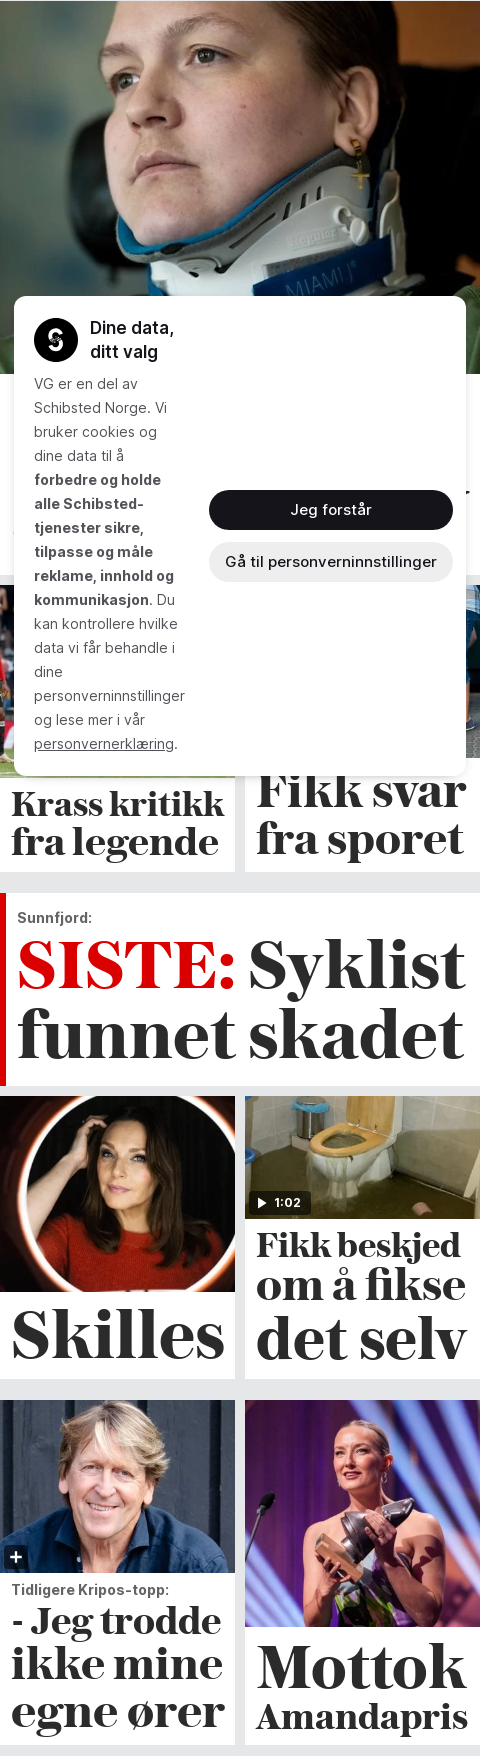 Dine data,
ditt valg
VG er en del av
Schibsted Norge. Vi
bruker cookies og
dine data til å
forbedre og holde
alle Schibsted-
tjenester sikre,
tilpasse og måle
reklame, innhold og
kommunikasjon. Du
kan kontrollere hvilke
data vi får behandle i
dine
personverninnstillinger
og lese mer i vår
personvernerklæring.
Jeg forstår
Gå til personverninnstillinger
Krass kritikk
fra legende
Fikk svar
fra sporet
Sunnfjord:
SISTE: Syklist
funnet skadet
Skilles
1:02
Fikk beskjed
om å fikse
det selv
Tidligere Kripos-topp:
- Jeg trodde
ikke mine
egne ører
Mottok
Amandapris